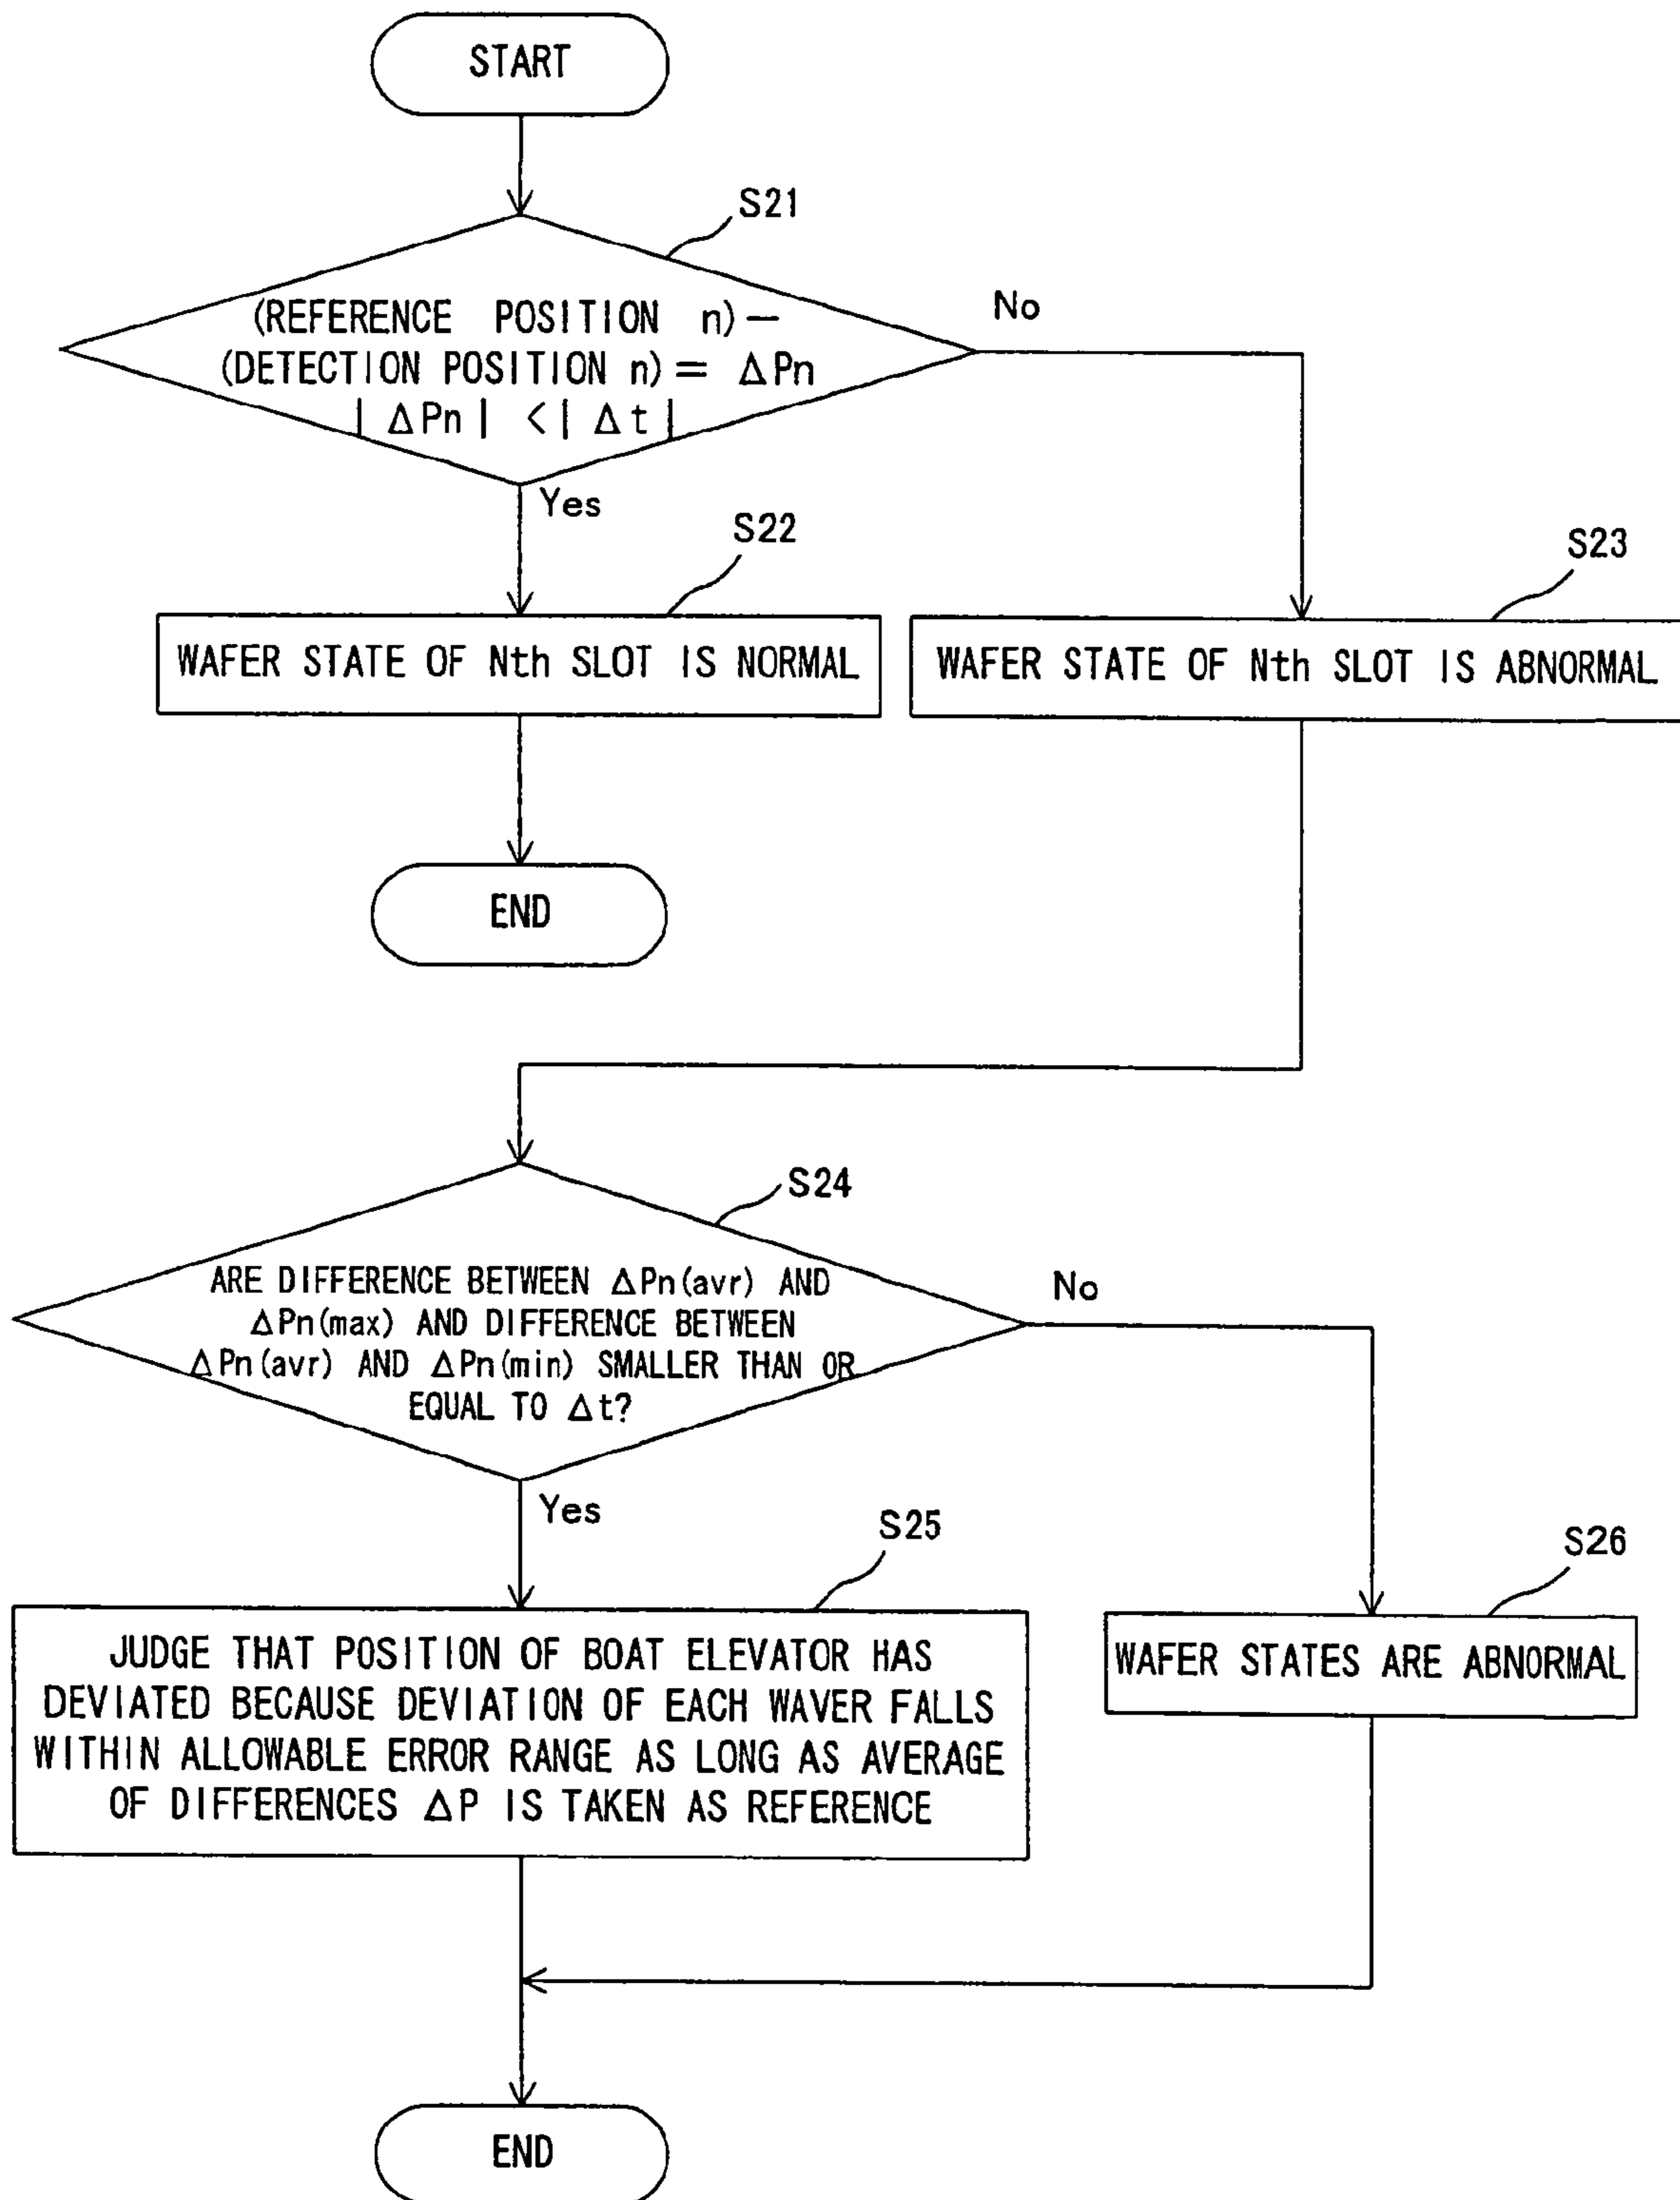 START
S21
(REFERENCE POSITION n)－
(DETECTION POSITION n)＝ ΔPn
|ΔPn| <|Δt|
No
Yes
S22
S23
WAFER STATE OF Nth SLOT IS NORMAL
WAFER STATE OF Nth SLOT IS ABNORMAL
END
S24
ARE DIFFERENCE BETWEEN ΔPn(avr) AND
ΔPn(max) AND DIFFERENCE BETWEEN
ΔPn(avr) AND ΔPn(min) SMALLER THAN OR
EQUAL TO Δt?
No
Yes
S25
S26
JUDGE THAT POSITION OF BOAT ELEVATOR HAS
DEVIATED BECAUSE DEVIATION OF EACH WAVER FALLS
WITHIN ALLOWABLE ERROR RANGE AS LONG AS AVERAGE
OF DIFFERENCES ΔP IS TAKEN AS REFERENCE
WAFER STATES ARE ABNORMAL
END